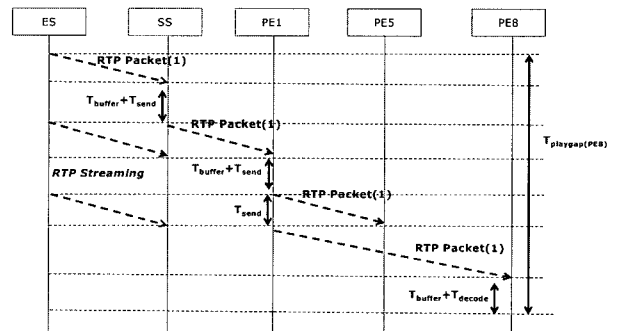 ES SS PE1 PE5 PE8
RTP Packet(1)
Tbuffer+Tsend
RTP Packet(1)
Tplaygap(PE8)
RTP Streaming
Tbuffer+Tsend
RTP Packet(1)
Tsend
RTP Packet(1)
Tbuffer+Tdecode